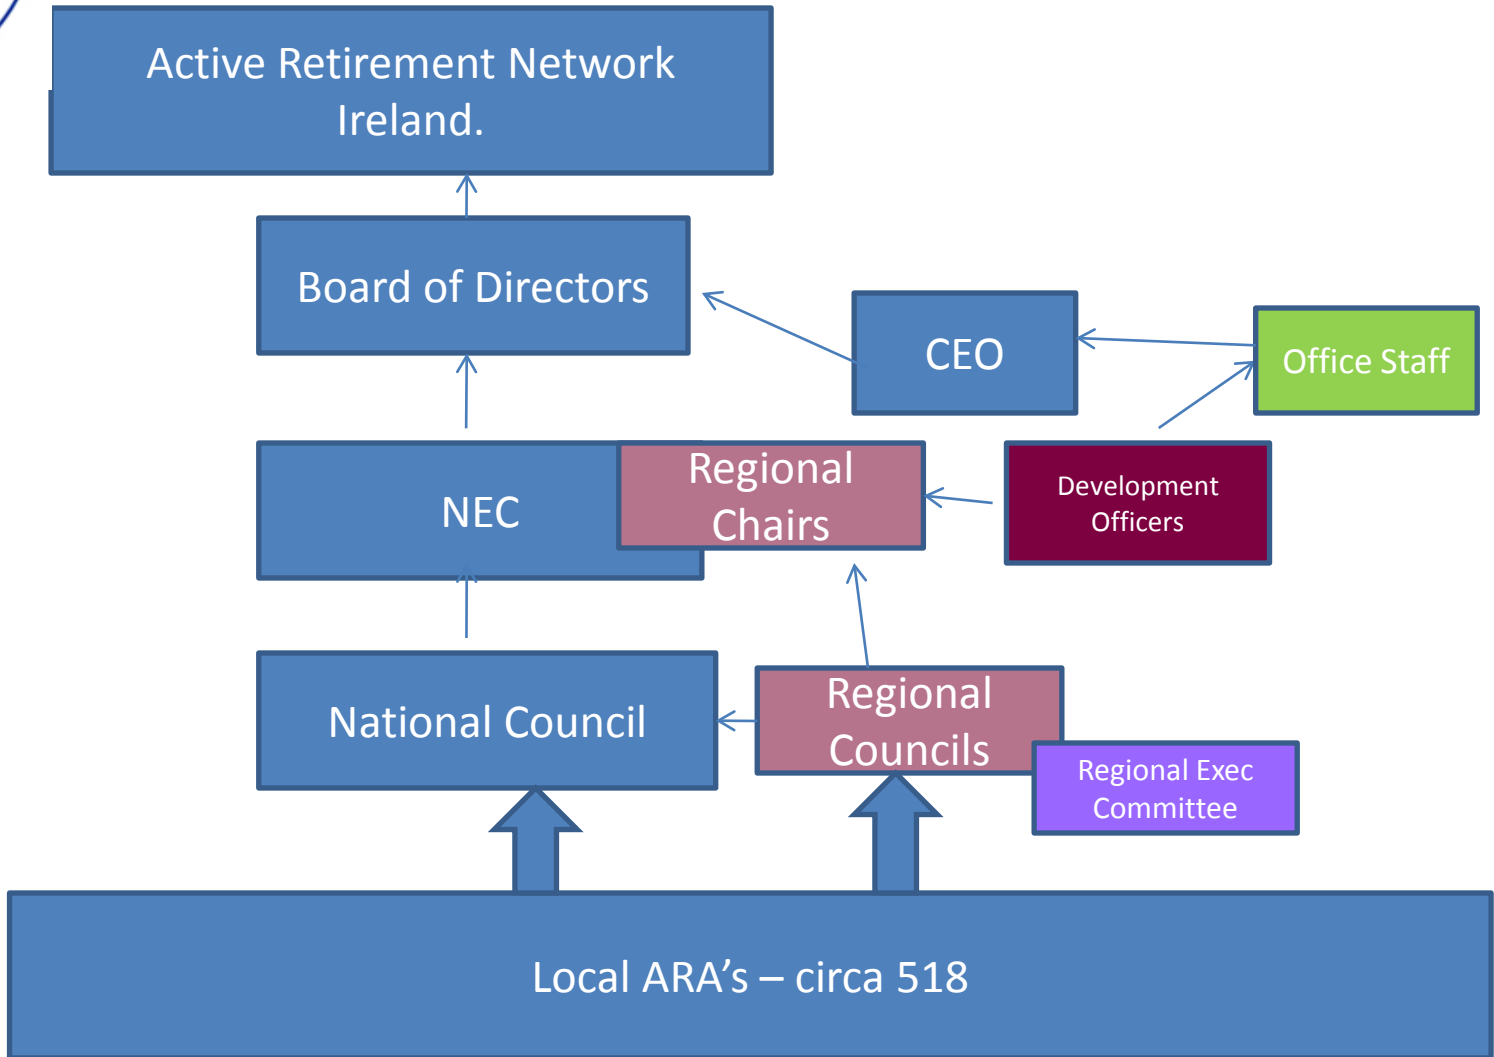 Active Retirement Network
Ireland.
Board of Directors
CEO
Office Staff
NEC
Regional
Chairs
Development
Officers
National Council
Regional
Councils
Regional Exec
Committee
Local ARA’s – circa 518